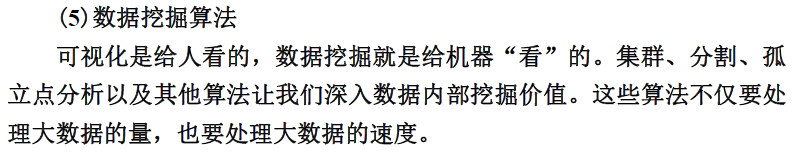 (5)数据挖掘算法
可视化是给人看的，数据挖掘就是给机器“看”的。集群、分割、孤
立点分析以及其他算法让我们深入数据内部挖掘价值。这些算法不仅要处
理大数据的量，也要处理大数据的速度。